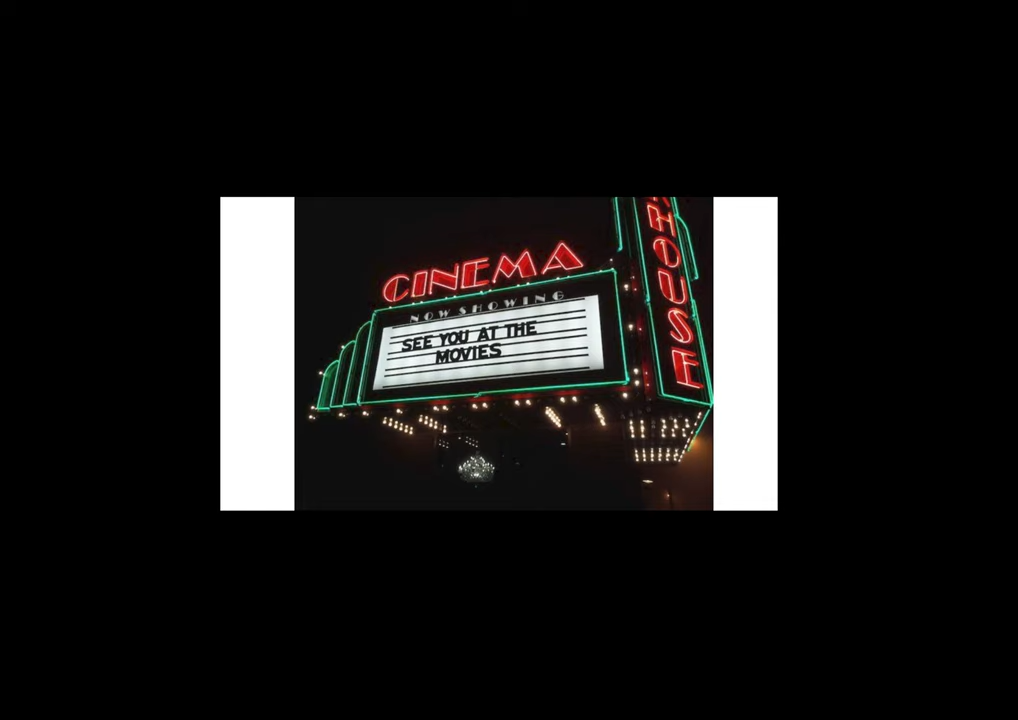 CINEMA
NOW SHOWING
SEE YOU AT THE
MOVIES
HOUSE